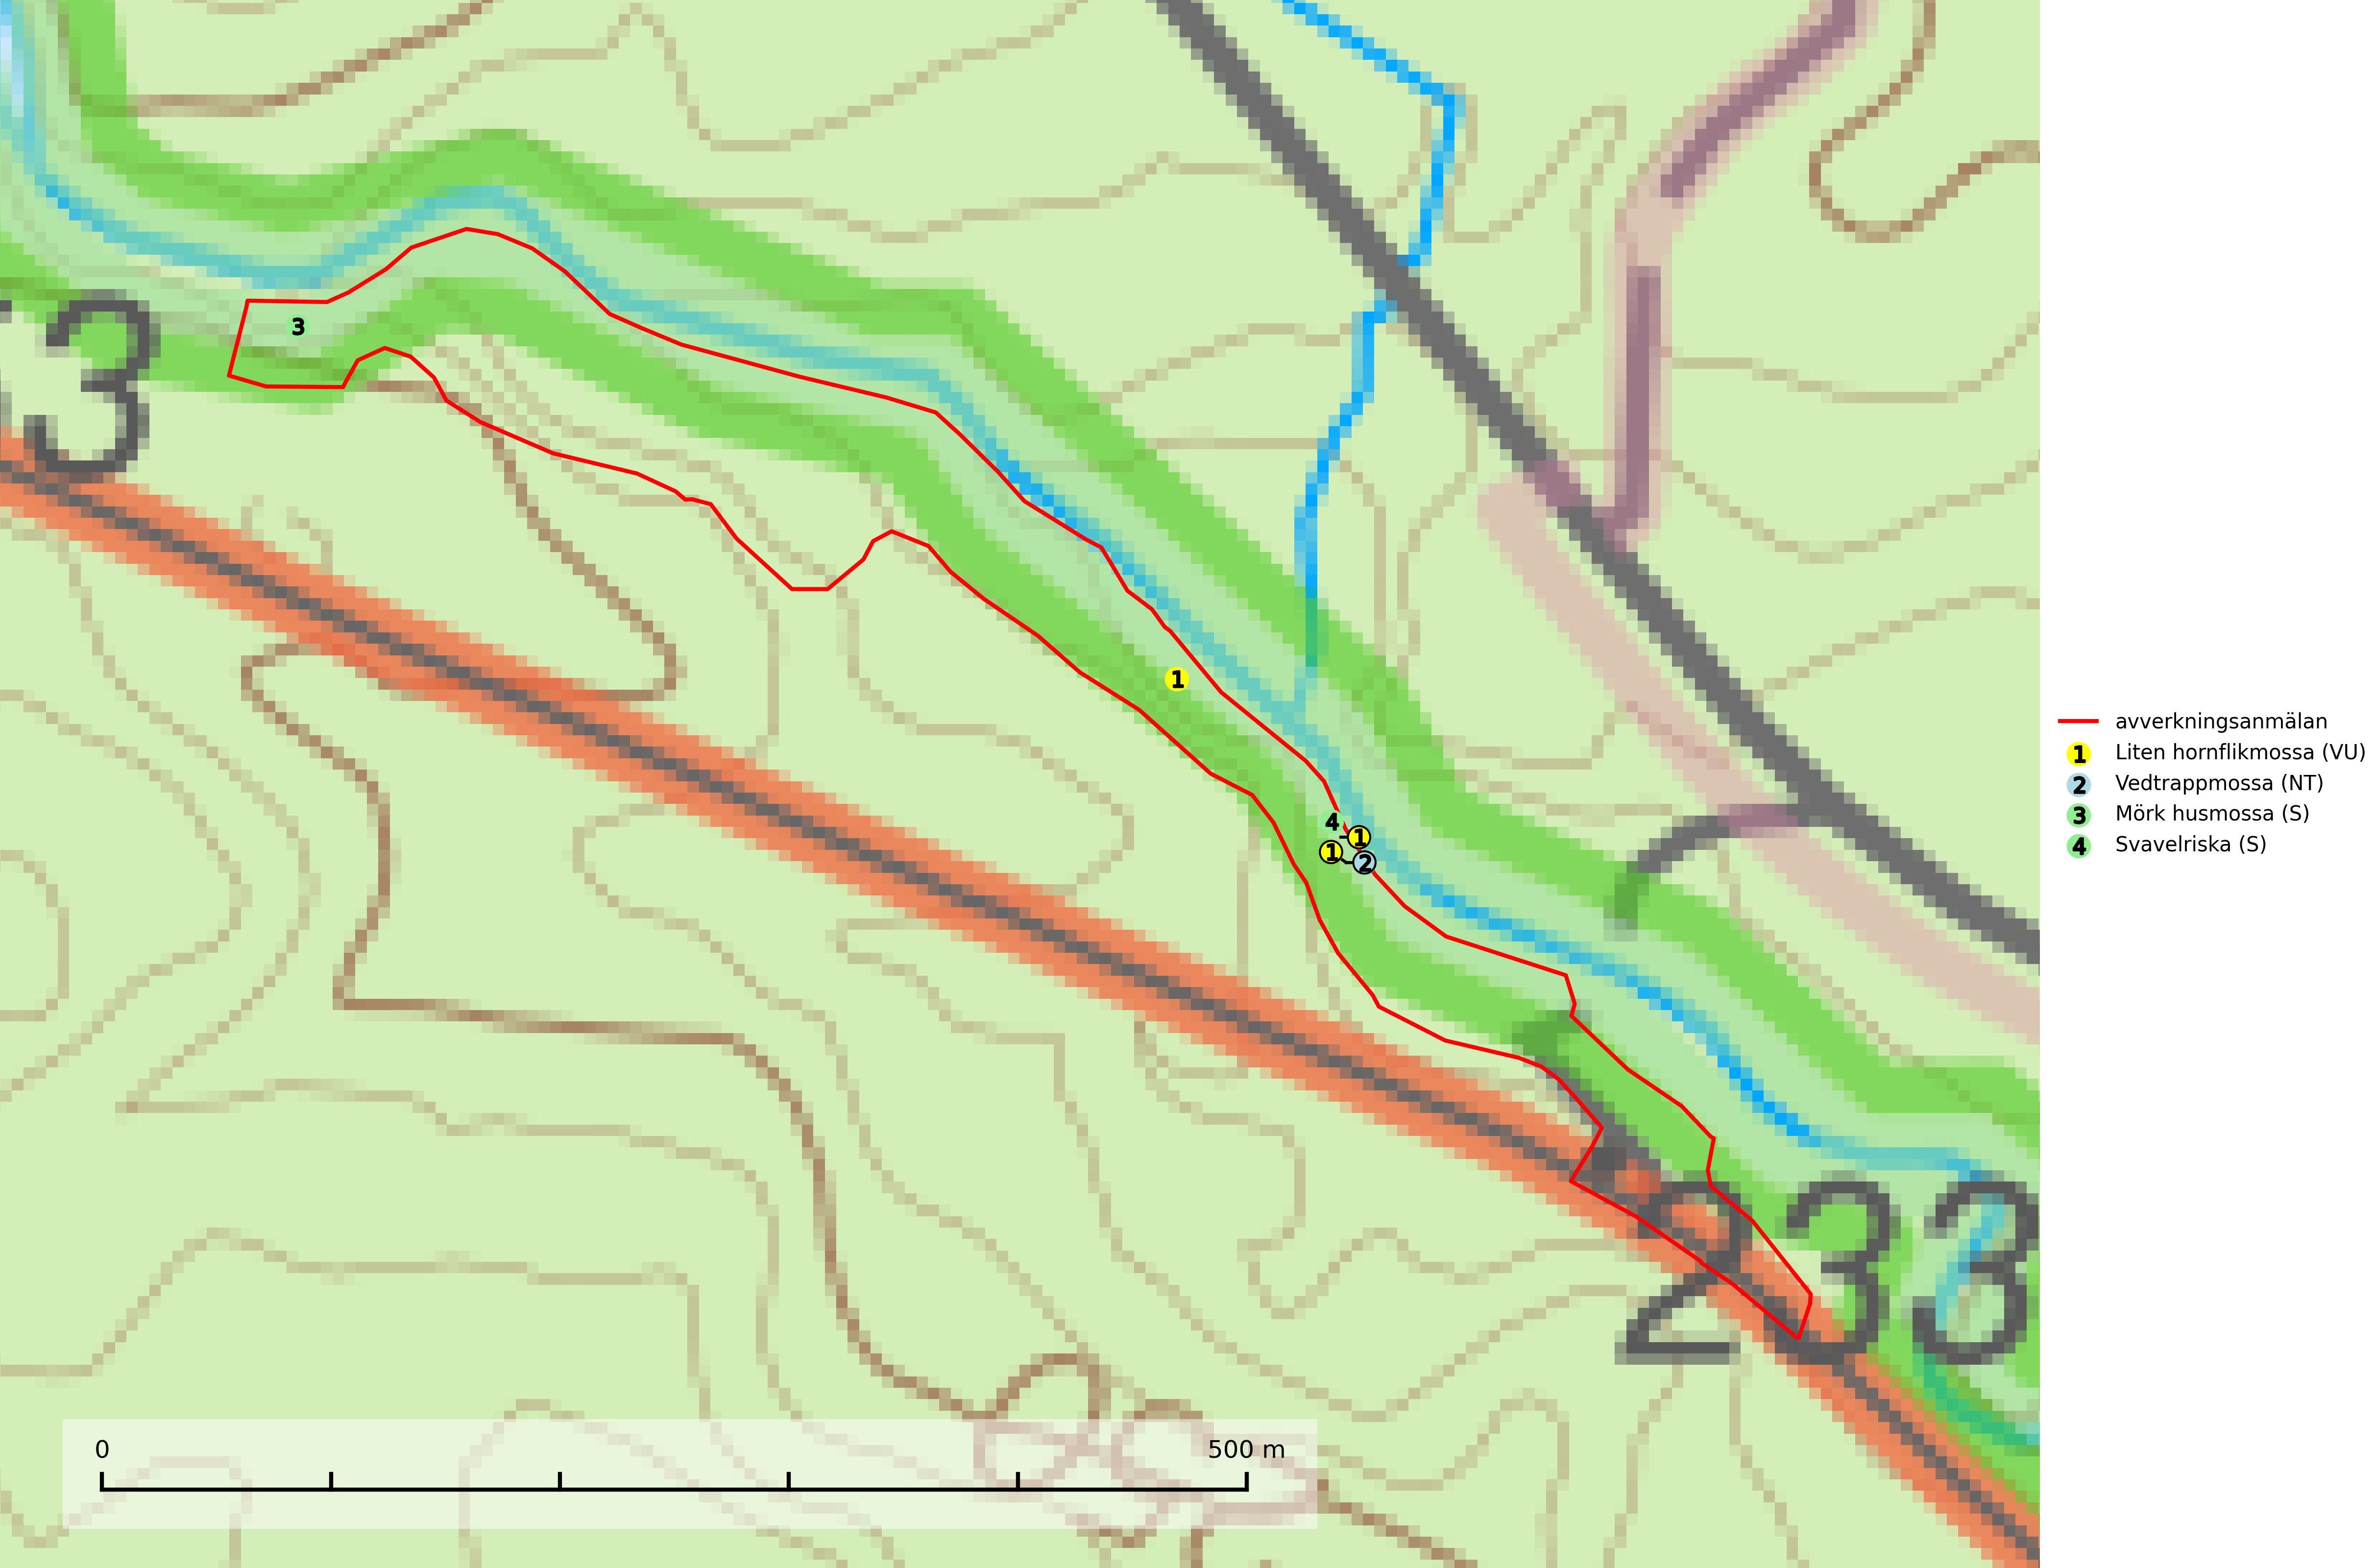 3
3
1
4
1
1
2
avverkningsanmälan
1 Liten hornflikmossa (VU)
2 Vedtrappmossa (NT)
3 Mörk husmossa (S)
4 Svavelriska (S)
233
0 500 m